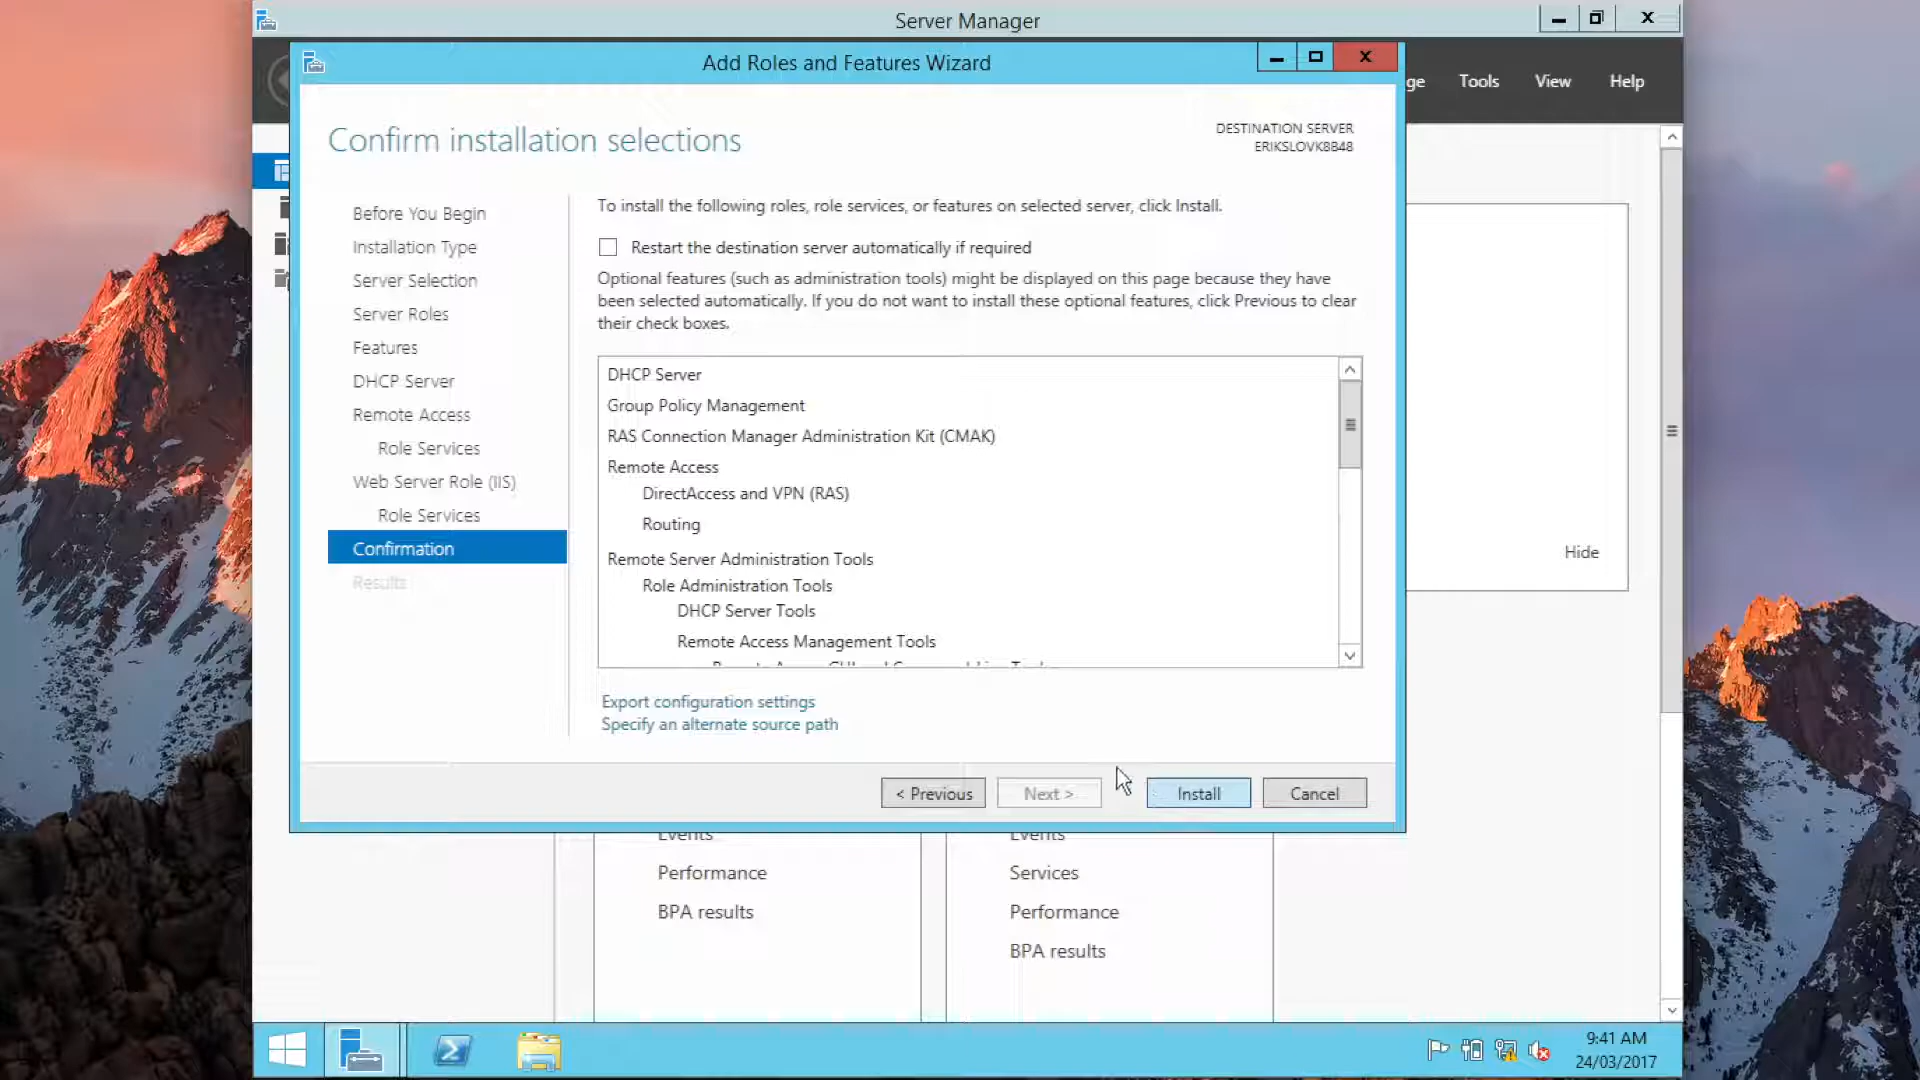 Server Manager
Add Roles and Features Wizard
Tools
View
Help
Confirm installation selections
DESTINATION SERVER
ERIKSLOVK8B48
Before You Begin
Installation Type
Server Selection
Server Roles
Features
DHCP Server
Remote Access
Role Services
Web Server Role (IIS)
Role Services
Confirmation
Results
To install the following roles, role services, or features on selected server, click Install.
Restart the destination server automatically if required
Optional features (such as administration tools) might be displayed on this page because they have
been selected automatically. If you do not want to install these optional features, click Previous to clear
their check boxes.
DHCP Server
Group Policy Management
RAS Connection Manager Administration Kit (CMAK)
Remote Access
DirectAccess and VPN (RAS)
Routing
Remote Server Administration Tools
Role Administration Tools
DHCP Server Tools
Remote Access Management Tools
Export configuration settings
Specify an alternate source path
< Previous
Next >
Install
Cancel
Hide
Events
Performance
BPA results
Events
Services
Performance
BPA results
9:41 AM
24/03/2017